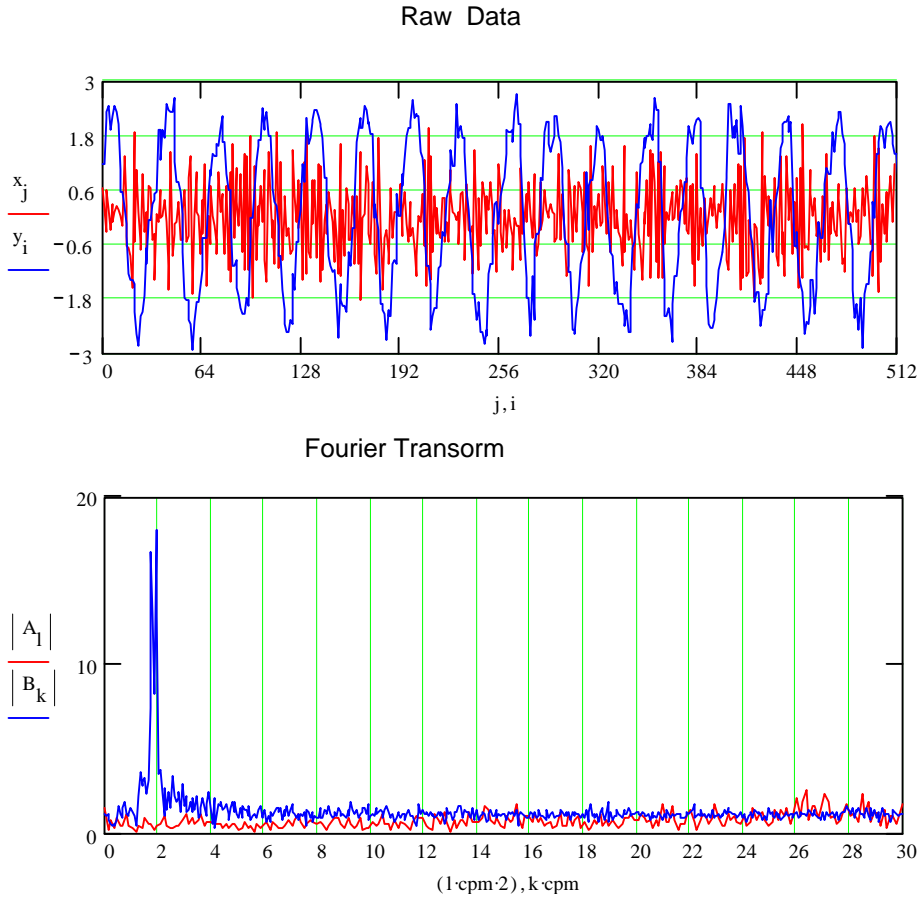 Raw Data
3
1.8
0.6
−0.6
−1.8
−3
x_j
y_i
0 64 128 192 256 320 384 448 512
j, i
Fourier Transorm
20
10
0
|A_l|
|B_k|
0 2 4 6 8 10 12 14 16 18 20 22 24 26 28 30
(l·cpm·2), k·cpm